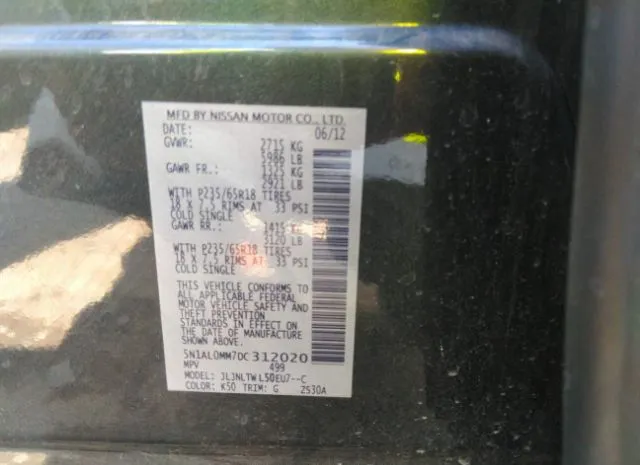 MFD BY NISSAN MOTOR CO., LTD.
DATE: 06/12
GVWR: 2715 KG
5986 LB
GAWR FR.: 1325 KG
2921 LB
WITH P235/65R18 TIRES
18 X 7.5 RIMS AT 33 PSI
COLD SINGLE
GAWR RR.: 1415 KG
3120 LB
WITH P235/65R18 TIRES
18 X 7.5 RIMS AT 33 PSI
COLD SINGLE
THIS VEHICLE CONFORMS TO
ALL APPLICABLE FEDERAL
MOTOR VEHICLE SAFETY AND
THEFT PREVENTION
STANDARDS IN EFFECT ON
THE DATE OF MANUFACTURE
SHOWN ABOVE.
5N1AL0MM7DC312020
MPV 499
MODEL: JLJNLTWL50EU7--C
COLOR: K50 TRIM: G 2530A